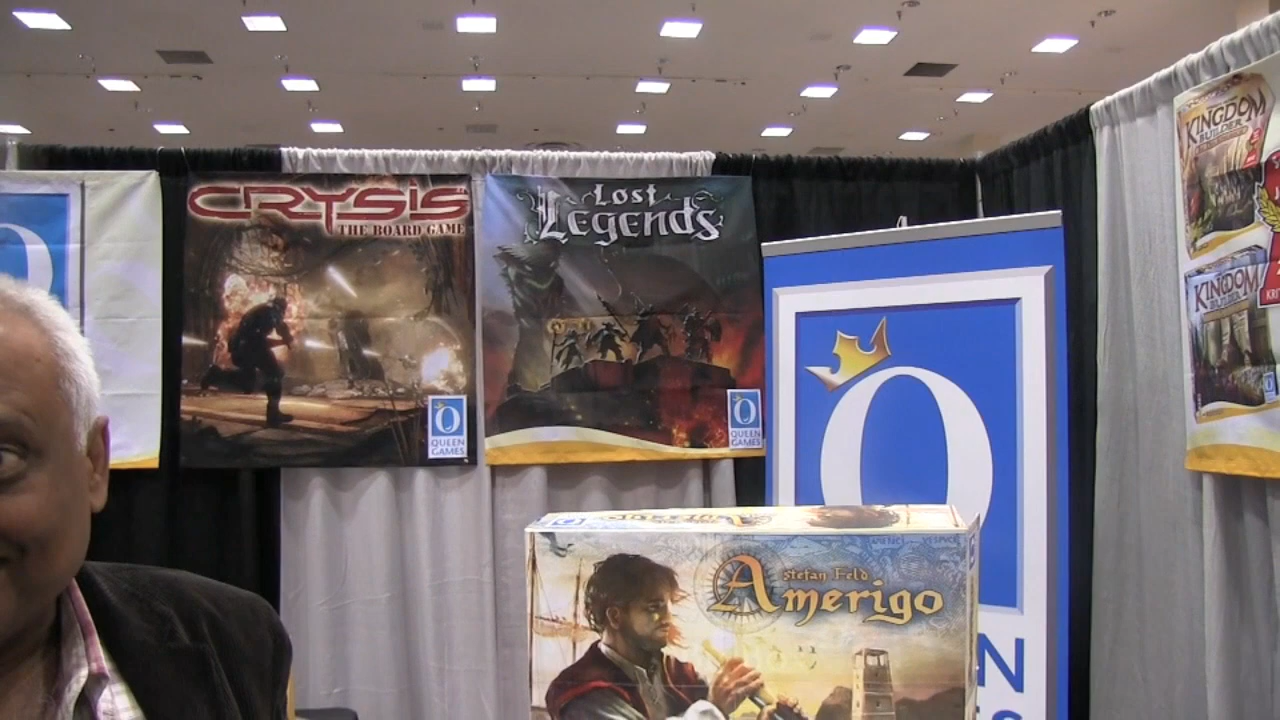 CRYSIS
THE BOARD GAME
QUEEN
GAMES
Lost
Legends
QUEEN
GAMES
KINGDOM
BUILDER
KINGDOM
BUILDER
Stefan Feld
Amerigo
N